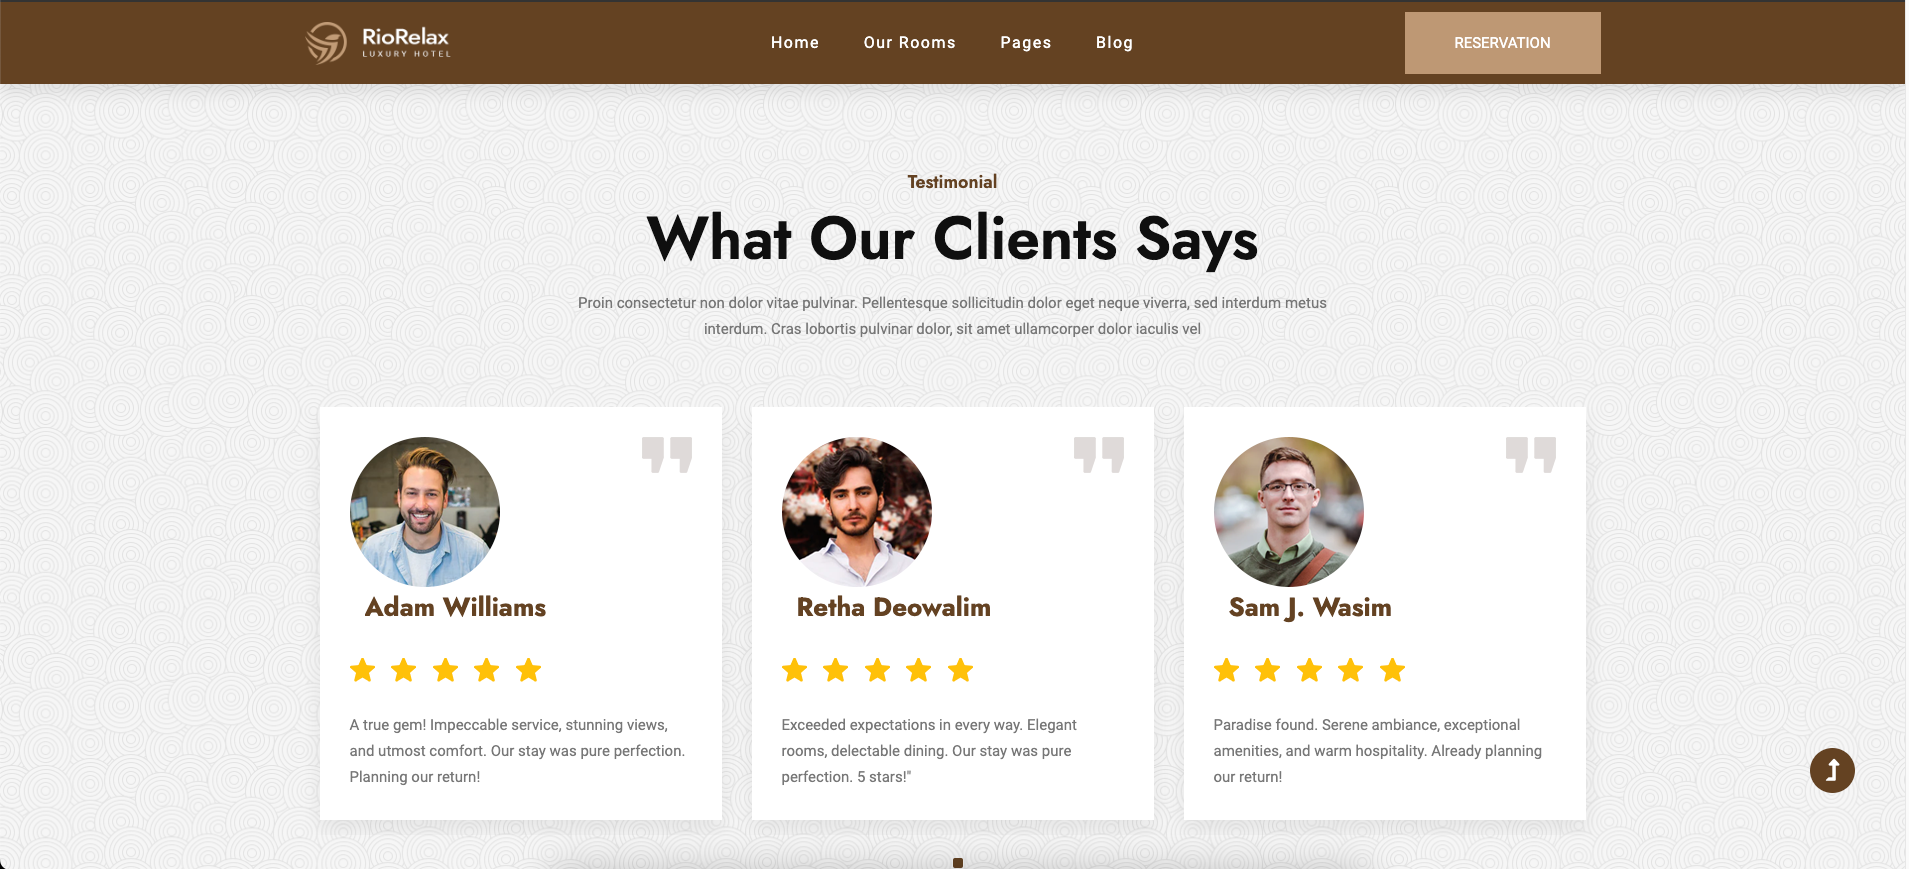 RioRelax
LUXURY HOTEL
Home
Our Rooms
Pages
Blog
RESERVATION
Testimonial
What Our Clients Says
Proin consectetur non dolor vitae pulvinar. Pellentesque sollicitudin dolor eget neque viverra, sed interdum metus
interdum. Cras lobortis pulvinar dolor, sit amet ullamcorper dolor iaculis vel
Adam Williams
A true gem! Impeccable service, stunning views,
and utmost comfort. Our stay was pure perfection.
Planning our return!
Retha Deowalim
Exceeded expectations in every way. Elegant
rooms, delectable dining. Our stay was pure
perfection. 5 stars!"
Sam J. Wasim
Paradise found. Serene ambiance, exceptional
amenities, and warm hospitality. Already planning
our return!